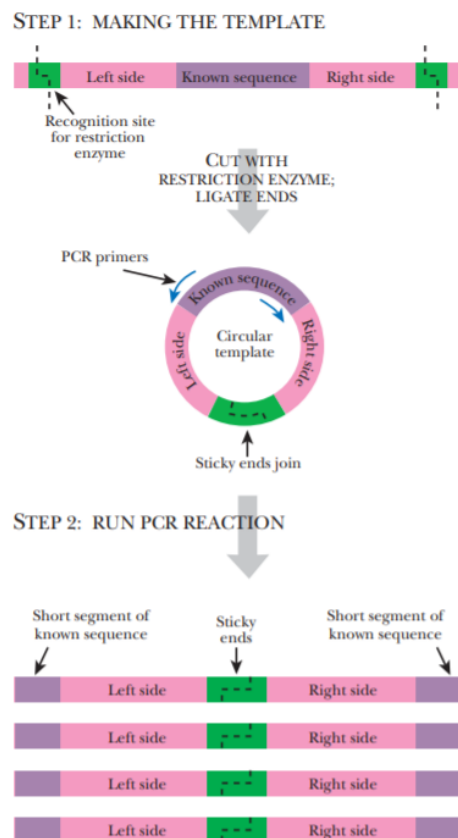 STEP 1: MAKING THE TEMPLATE
Left side
Known sequence
Right side
Recognition site
for restriction
enzyme
CUT WITH
RESTRICTION ENZYME;
LIGATE ENDS
PCR primers
Known sequence
Left side
Circular
template
Right side
Sticky ends join
STEP 2: RUN PCR REACTION
Short segment of
known sequence
Sticky
ends
Short segment of
known sequence
Left side
Right side
Left side
Right side
Left side
Right side
Left side
Right side